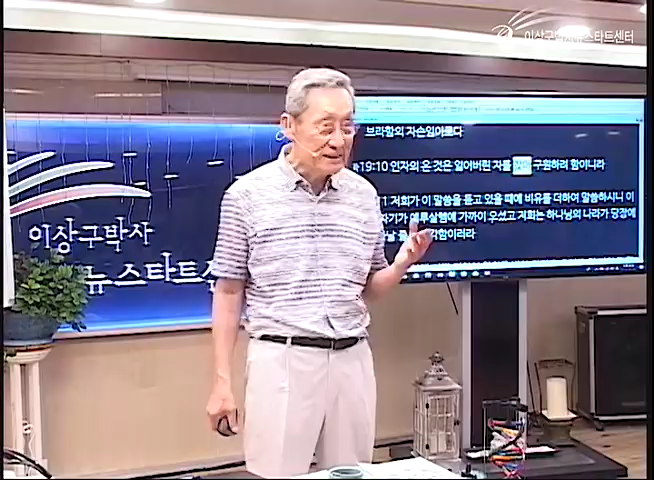 이상구박사뉴스타트센터
브라함의 자손임이로다
19:10 인자의 온 것은 잃어버린 자를 찾아 구원하려 함이니라
저희가 이 말씀을 듣고 있을 때에 비유를 더하여 말씀하시니 이
자기가 예루살렘에 가까이 오셨고 저희는 하나님의 나라가 당장에
이상구박사
뉴스타트